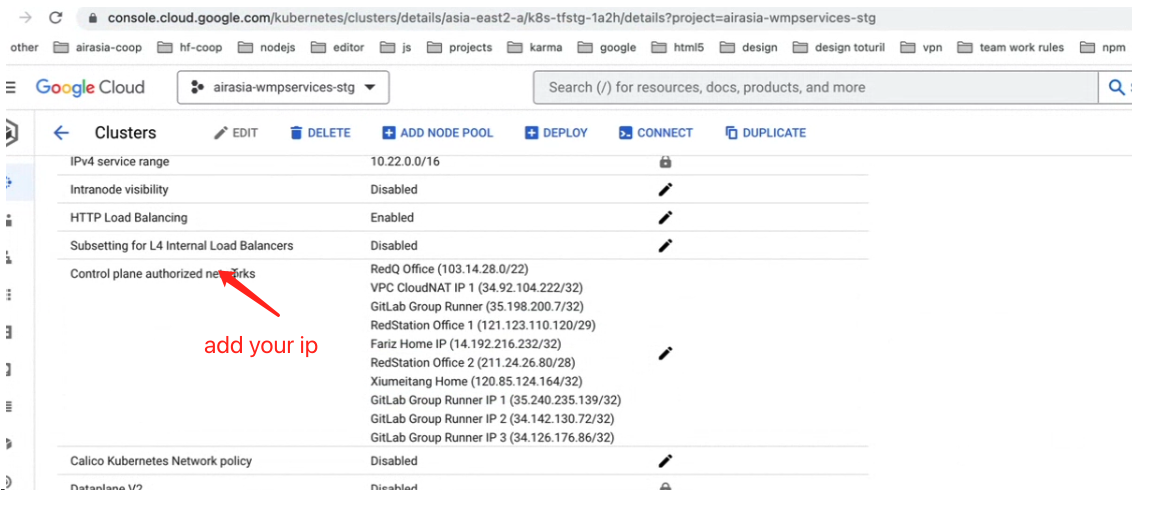 console.cloud.google.com/kubernetes/clusters/details/asia-east2-a/k8s-tfstg-1a2h/details?project=airasia-wmpservices-stg
other airasia-coop hf-coop nodejs editor js projects karma google html5 design design toturil vpn team work rules npm
Google Cloud airasia-wmpservices-stg Search (/) for resources, docs, products, and more
Clusters EDIT DELETE ADD NODE POOL DEPLOY CONNECT DUPLICATE
IPv4 service range 10.22.0.0/16
Intranode visibility Disabled
HTTP Load Balancing Enabled
Subsetting for L4 Internal Load Balancers Disabled
Control plane authorized networks RedQ Office (103.14.28.0/22)
VPC CloudNAT IP 1 (34.92.104.222/32)
GitLab Group Runner (35.198.200.7/32)
RedStation Office 1 (121.123.110.120/29)
add your ip Fariz Home IP (14.192.216.232/32)
RedStation Office 2 (211.24.26.80/28)
Xiumeitang Home (120.85.124.164/32)
GitLab Group Runner IP 1 (35.240.235.139/32)
GitLab Group Runner IP 2 (34.142.130.72/32)
GitLab Group Runner IP 3 (34.126.176.86/32)
Calico Kubernetes Network policy Disabled
Dataplane V2 Disabled